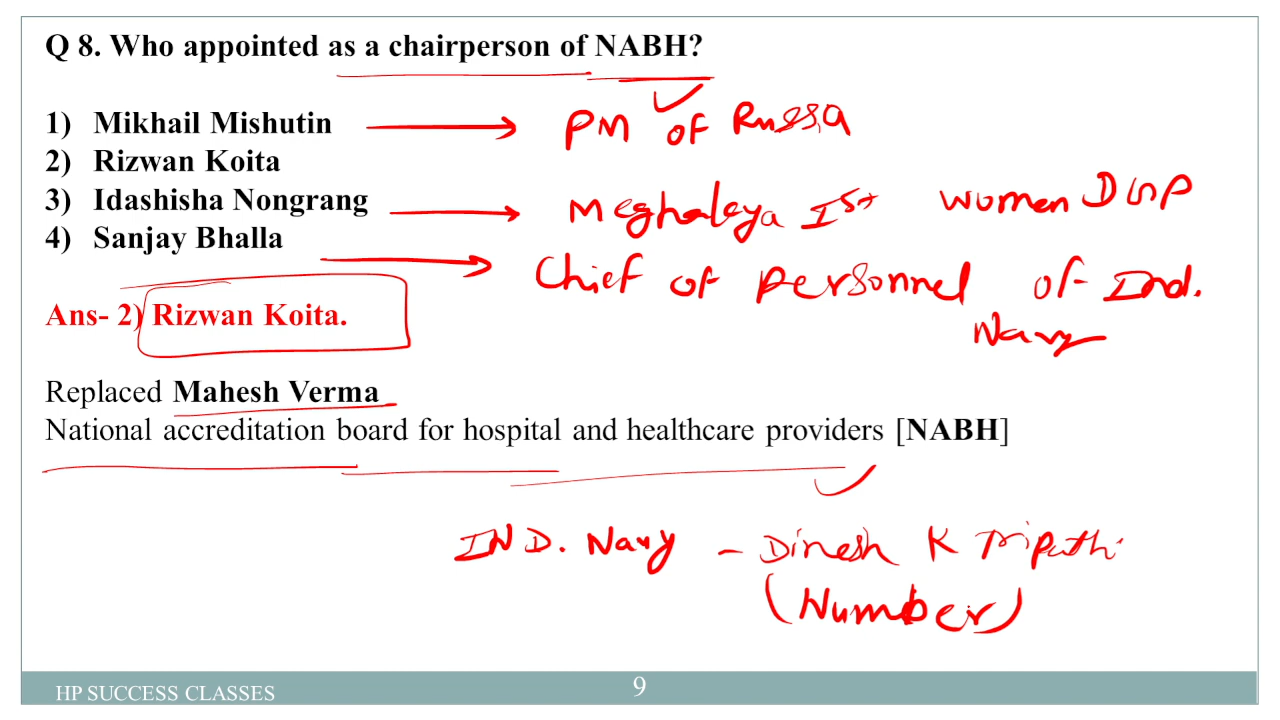 Q 8. Who appointed as a chairperson of NABH?
1) Mikhail Mishutin
PM of Russia
2) Rizwan Koita
3) Idashisha Nongrang
Meghalaya Ist women DGP
4) Sanjay Bhalla
Chief of Personnel of Ind.
Navy
Ans- 2) Rizwan Koita.
Replaced Mahesh Verma
National accreditation board for hospital and healthcare providers [NABH]
IND. Navy - Dinesh K Tripathi
(Number)
HP SUCCESS CLASSES
9